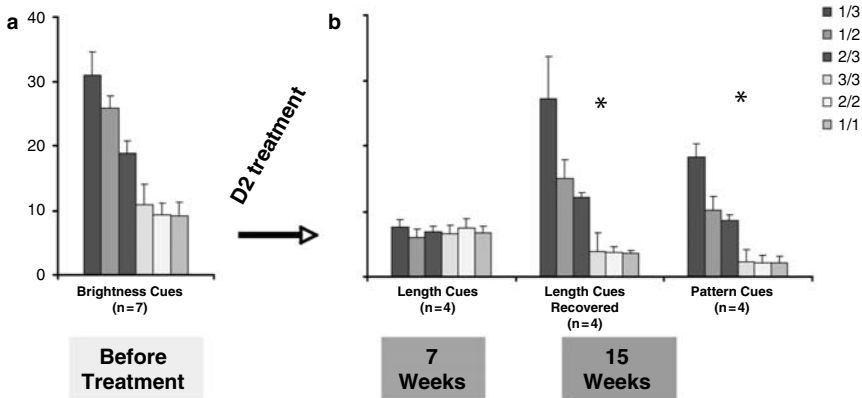 a
40
30
20
10
0
Brightness Cues
(n=7)
Before
Treatment
D2 treatment
b
*
*
Length Cues
(n=4)
Length Cues
Recovered
(n=4)
Pattern Cues
(n=4)
7
Weeks
15
Weeks
1/3
1/2
2/3
3/3
2/2
1/1